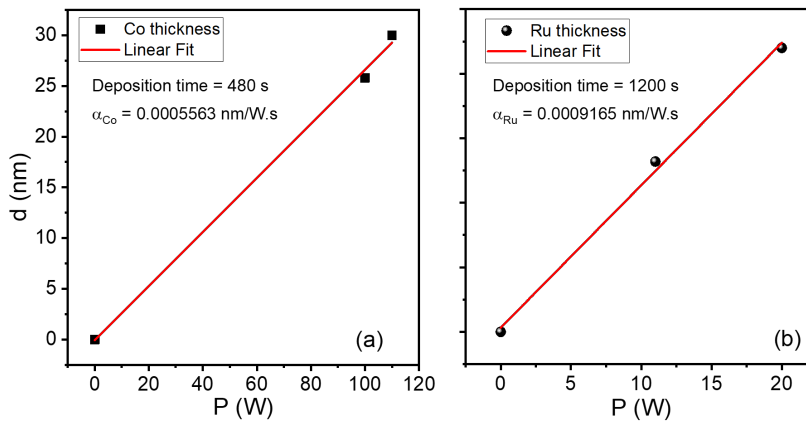 Co thickness
Linear Fit
Deposition time = 480 s
α_Co = 0.0005563 nm/W.s
30
25
20
15
10
5
0
d (nm)
(a)
0 20 40 60 80 100 120
P (W)
Ru thickness
Linear Fit
Deposition time = 1200 s
α_Ru = 0.0009165 nm/W.s
(b)
0 5 10 15 20
P (W)